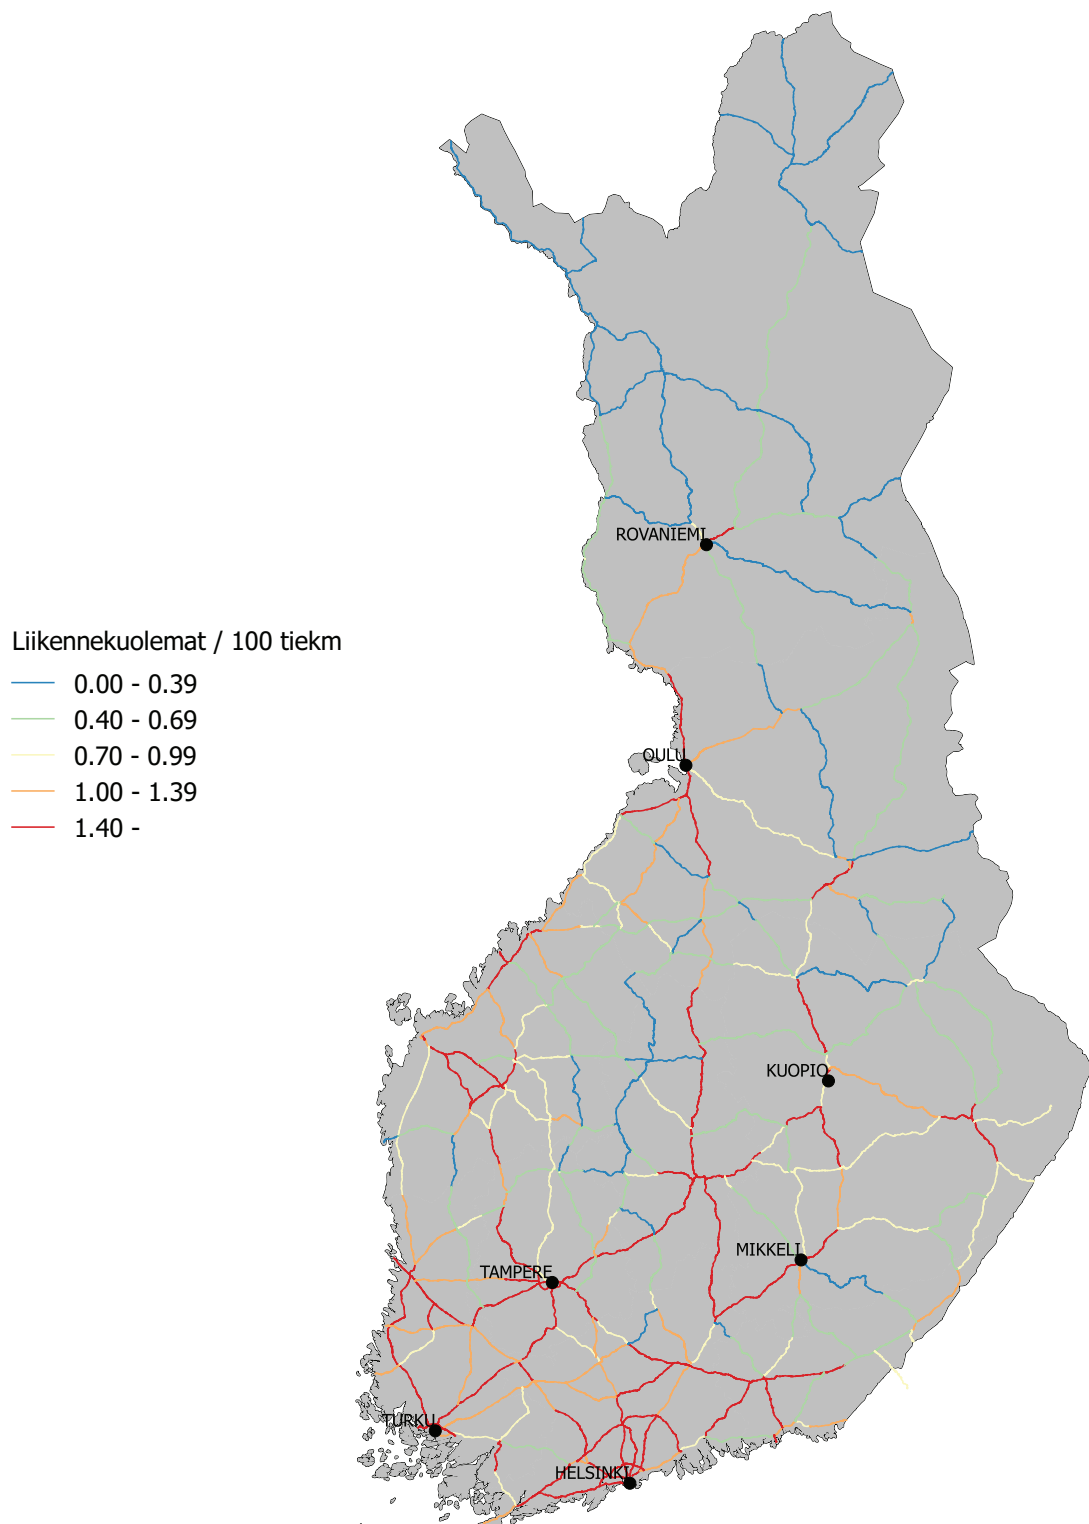 ROVANIEMI
Liikennekuolemat / 100 tiekm
0.00 - 0.39
0.40 - 0.69
0.70 - 0.99
OULU
1.00 - 1.39
1.40 -
KUOPIO
MIKKELI
TAMPERE
TURKU
HELSINKI